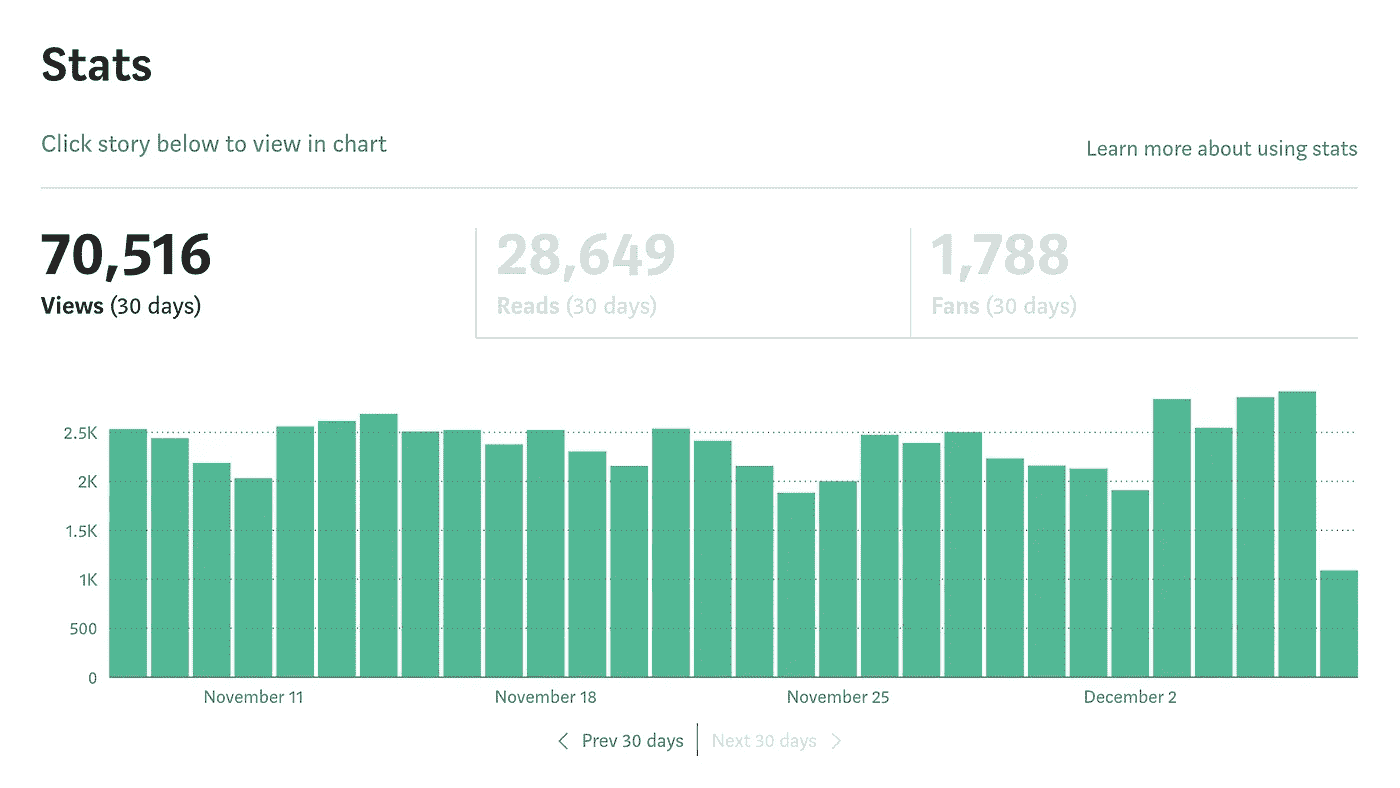 Stats
Click story below to view in chart
Learn more about using stats
70,516
Views (30 days)
28,649
Reads (30 days)
1,788
Fans (30 days)
2.5K
2K
1.5K
1K
500
0
November 11
November 18
November 25
December 2
Prev 30 days
Next 30 days